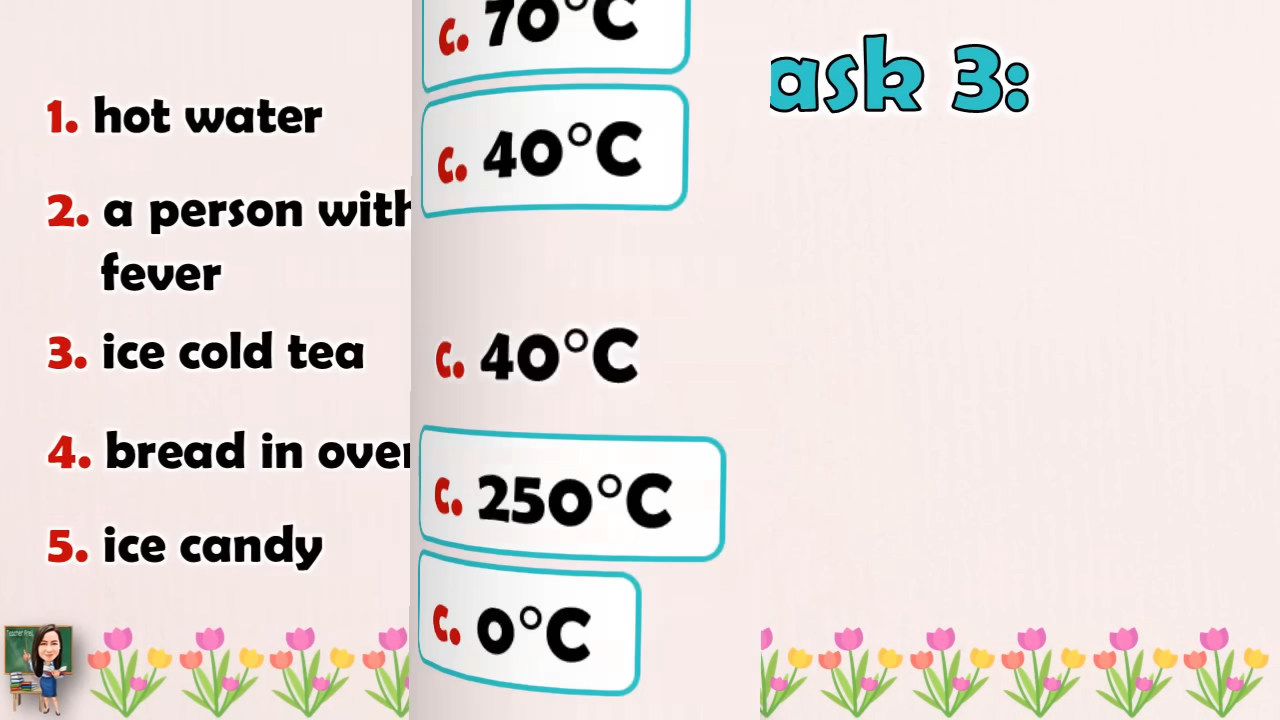 1. hot water
2. a person with
fever
3. ice cold tea
4. bread in oven
5. ice candy
c. 70°C
c. 40°C
c. 40°C
c. 250°C
c. 0°C
ask 3: